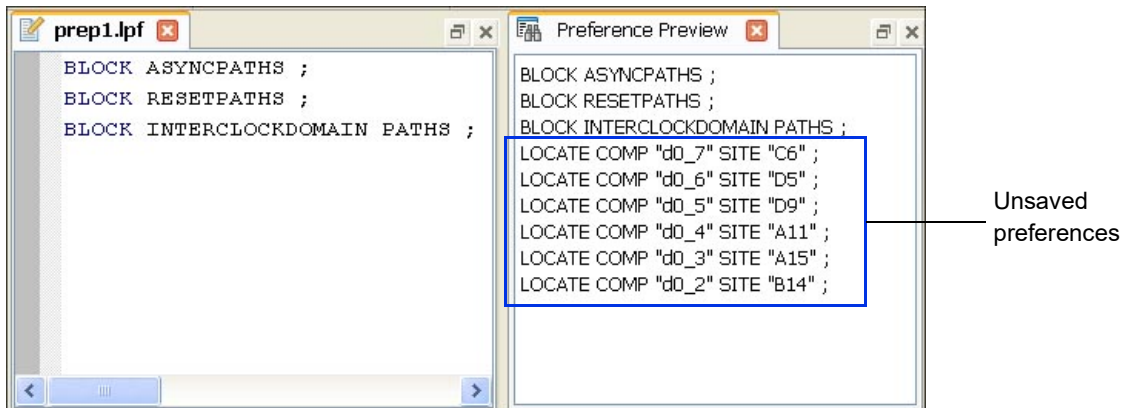 prep1.lpf
BLOCK ASYNCPATHS ;
BLOCK RESETPATHS ;
BLOCK INTERCLOCKDOMAIN PATHS ;
Preference Preview
BLOCK ASYNCPATHS ;
BLOCK RESETPATHS ;
BLOCK INTERCLOCKDOMAIN PATHS ;
LOCATE COMP "d0_7" SITE "C6" ;
LOCATE COMP "d0_6" SITE "D5" ;
LOCATE COMP "d0_5" SITE "D9" ;
LOCATE COMP "d0_4" SITE "A11" ;
LOCATE COMP "d0_3" SITE "A15" ;
LOCATE COMP "d0_2" SITE "B14" ;
Unsaved
preferences